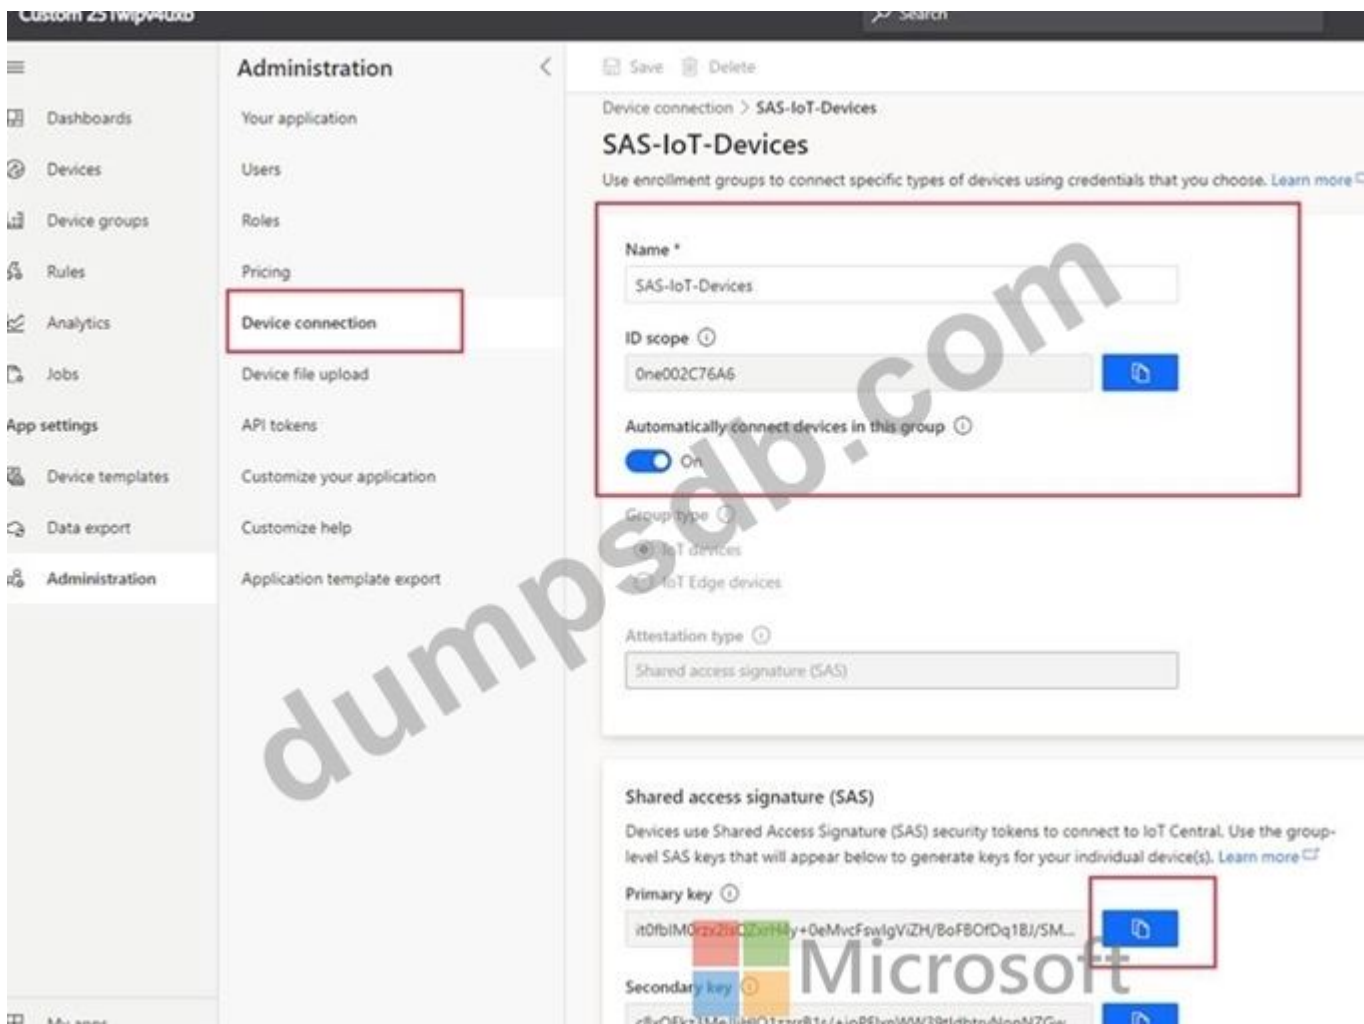 Custom 251wlpv4uxb
Search
Administration
Save
Delete
Dashboards
Devices
Device groups
Rules
Analytics
Jobs
App settings
Device templates
Data export
Administration
My apps
Your application
Users
Roles
Pricing
Device connection
Device file upload
API tokens
Customize your application
Customize help
Application template export
Device connection > SAS-IoT-Devices
SAS-IoT-Devices
Use enrollment groups to connect specific types of devices using credentials that you choose. Learn more
Name *
SAS-IoT-Devices
ID scope
0ne002C76A6
Automatically connect devices in this group
On
Group type
IoT devices
IoT Edge devices
Attestation type
Shared access signature (SAS)
Shared access signature (SAS)
Devices use Shared Access Signature (SAS) security tokens to connect to IoT Central. Use the group-
level SAS keys that will appear below to generate keys for your individual device(s). Learn more
Primary key
Secondary key
dumpsdb.com
Microsoft